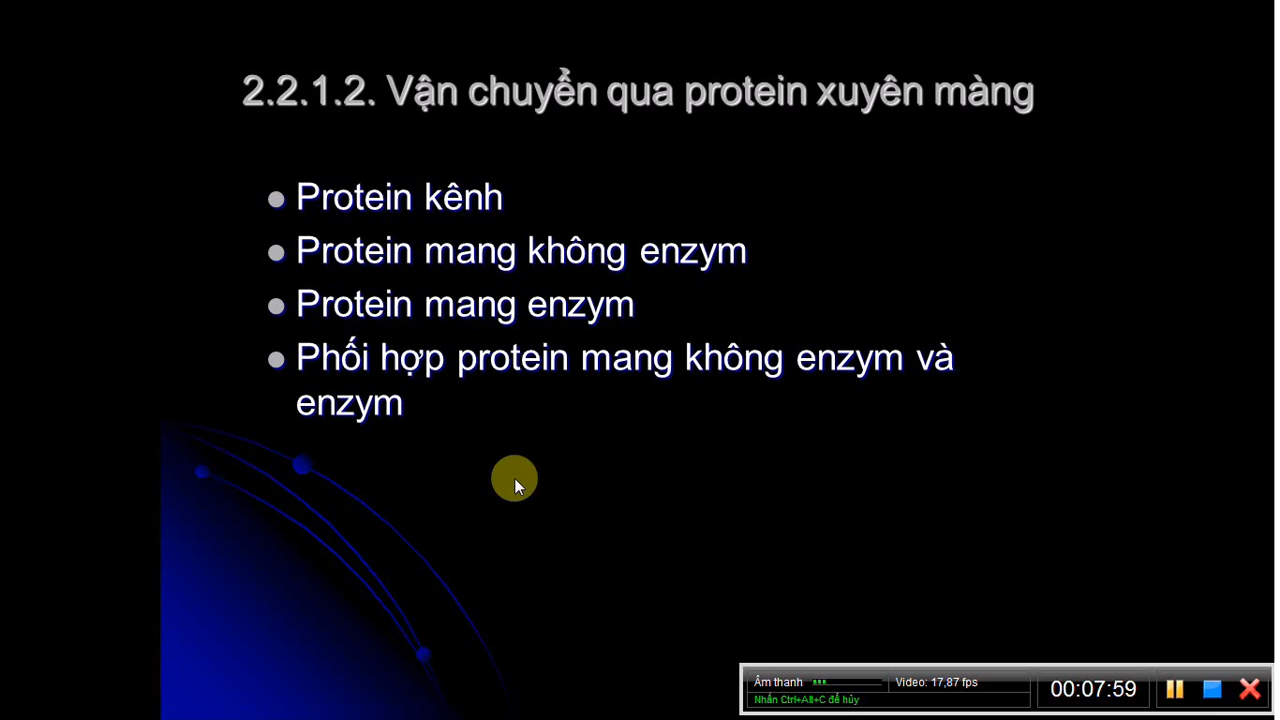 2.2.1.2. Vận chuyển qua protein xuyên màng
Protein kênh
Protein mang không enzym
Protein mang enzym
Phối hợp protein mang không enzym và
enzym
Âm thanh
Video: 17,87 fps
00:07:59
Nhấn Ctrl+Alt+C để hủy